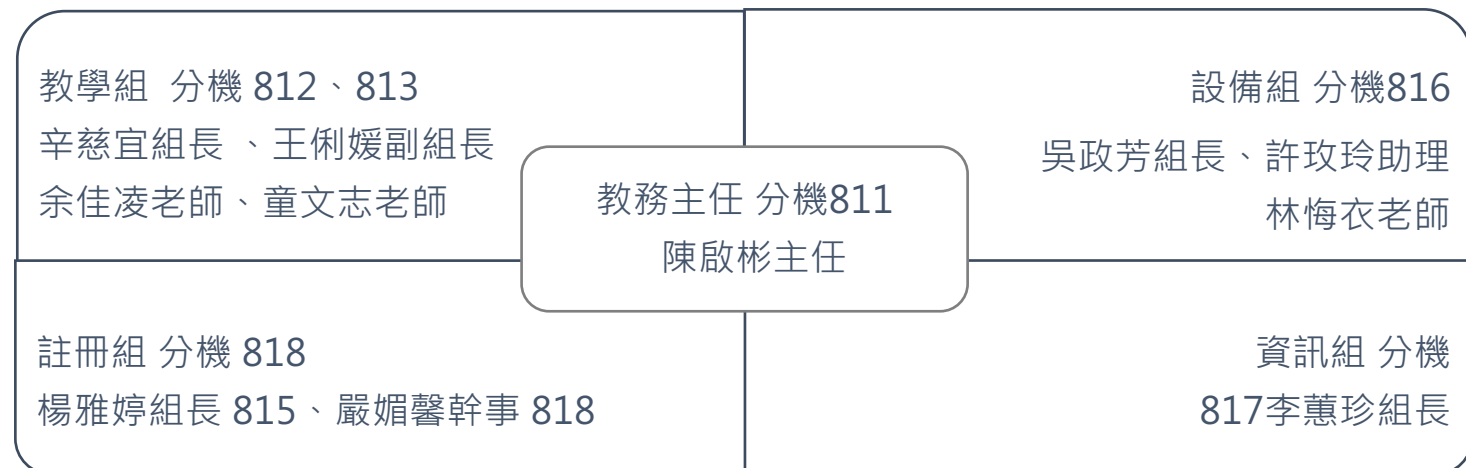 教學組 分機 812、813
辛慈宜組長 、王俐媛副組長
余佳凌老師、童文志老師
設備組 分機816
吳政芳組長、許玫玲助理
林悔衣老師
教務主任 分機811
陳啟彬主任
註冊組 分機 818
楊雅婷組長 815、嚴媚馨幹事 818
資訊組 分機
817李蕙珍組長